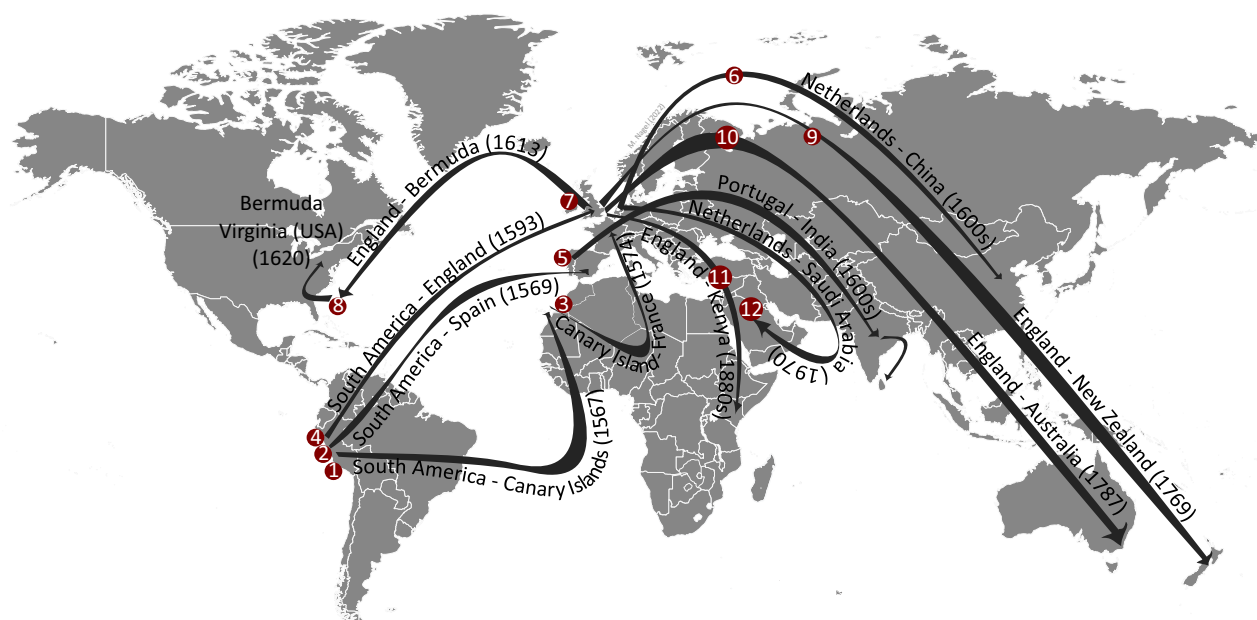 6
Netherlands - China (1600s)
Nagel (2022)
10
9
England - Bermuda (1613)
7
Portugal - India (1600s)
Bermuda
Virginia (USA)
(1620)
Netherlands - Saudi Arabia
(1970)
England - Kenya (1880s)
South America - England (1593)
5
11
South America - Spain (1569)
8
3
12
Canary Island- France (1574
England - New Zealand (1769)
England - Australia (1787)
South America - Canary Islands (1567)
4
2
1